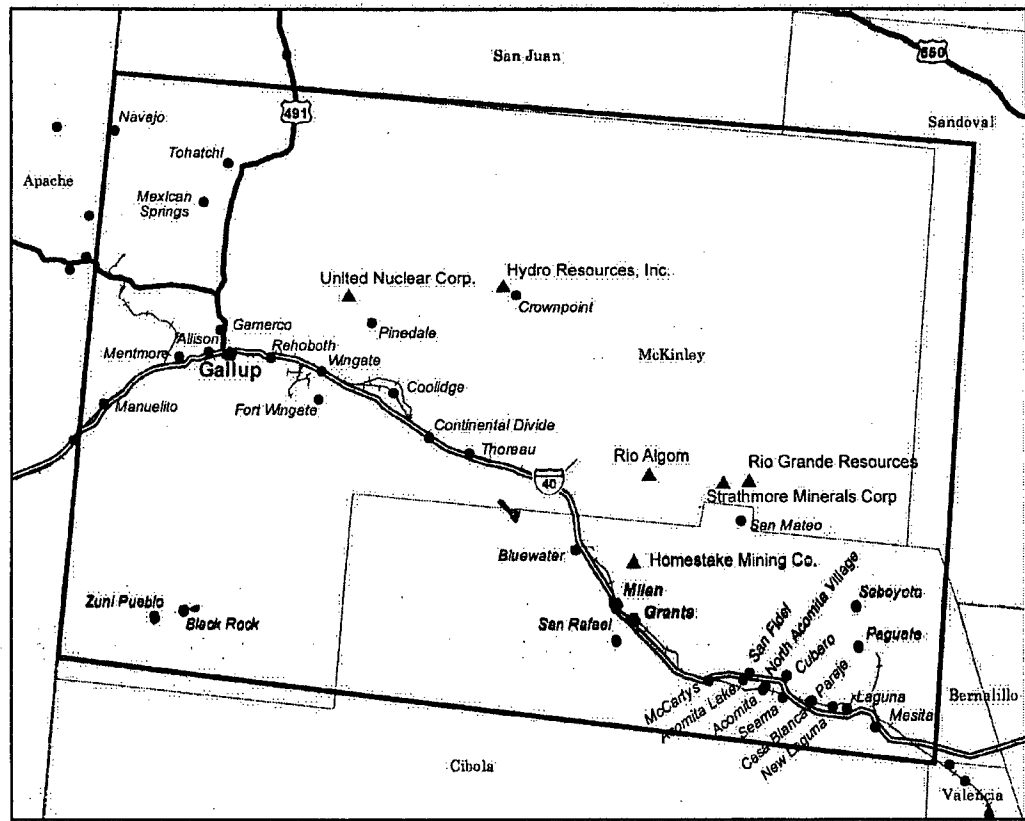 San Juan
550
Navajo
491
Sandoval
Tohatchi
Apache
Mexican
Springs
United Nuclear Corp.
Hydro Resources, Inc.
Crownpoint
Pinedale
Gamerco
Allison
Rehoboth
McKinley
Mentmore
Gallup
Wingate
Coolidge
Manuelito
Fort Wingate
Continental Divide
Thoreau
Rio Algom
Rio Grande Resources
40
Strathmore Minerals Corp
San Mateo
Bluewater
Homestake Mining Co.
Zuni Pueblo
Black Rock
Milan
Grants
San Rafael
San Fidel
North Acomita Village
Cubero
Seboyeta
Paguate
McCartys
Acomita Lake
Acomita
Seama
Casa Blanca
Paraje
New Laguna
Laguna
Mesita
Bernalillo
Cibola
Valencia